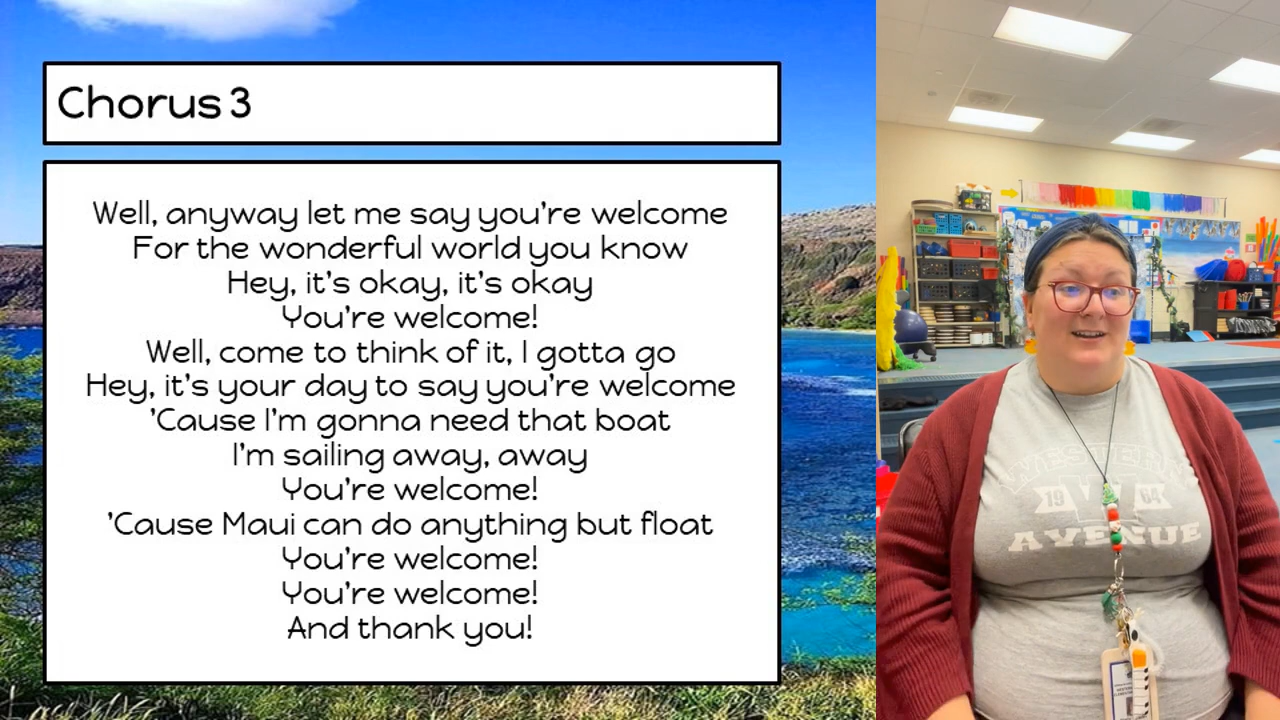 Chorus 3
Well, anyway let me say you're welcome
For the wonderful world you know
Hey, it's okay, it's okay
You're welcome!
Well, come to think of it, I gotta go
Hey, it's your day to say you're welcome
'Cause I'm gonna need that boat
I'm sailing away, away
You're welcome!
'Cause Maui can do anything but float
You're welcome!
You're welcome!
And thank you!
WESTERN
19 64
AVENUE